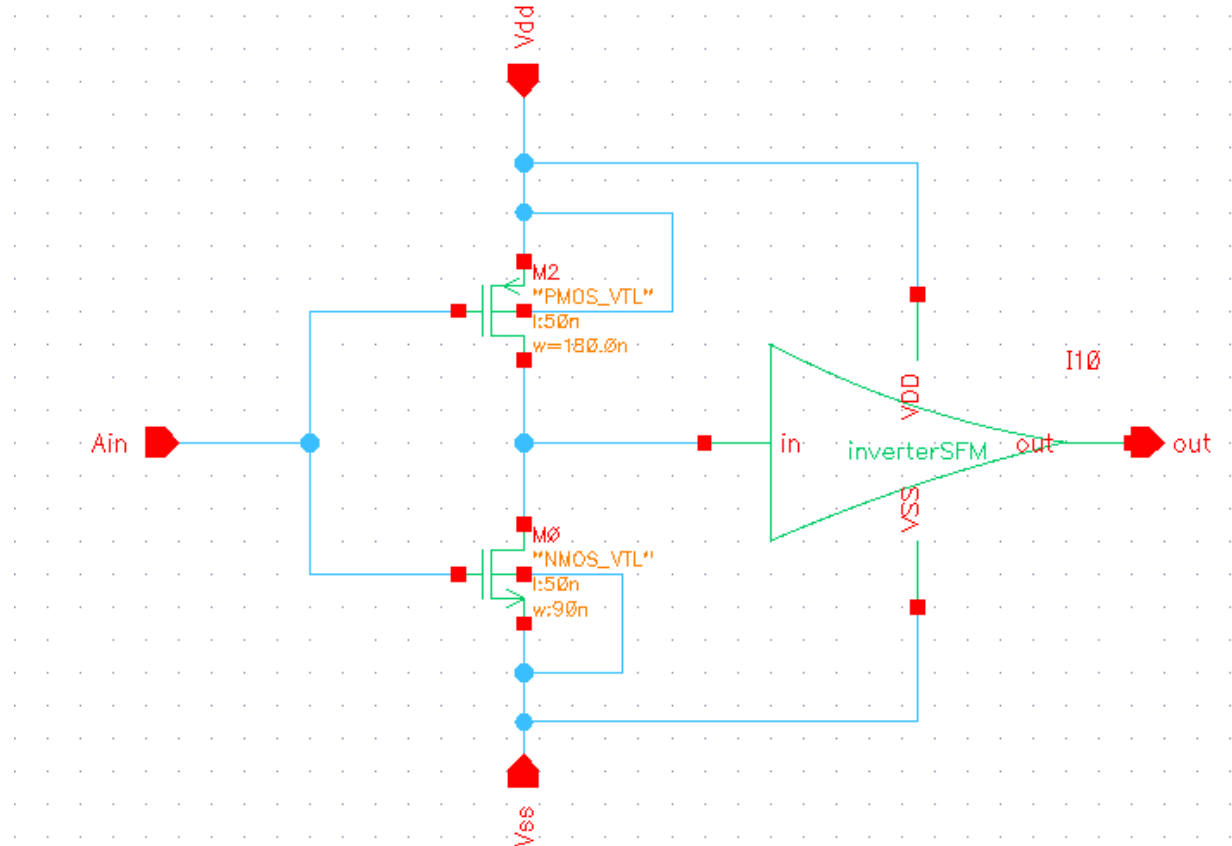 Vdd
M2
"PMOS_VTL"
l:50n
w=180.0n
I10
VDD
Ain
in
inverterSFM
out
out
VSS
M0
"NMOS_VTL"
l:50n
w:90n
Vss